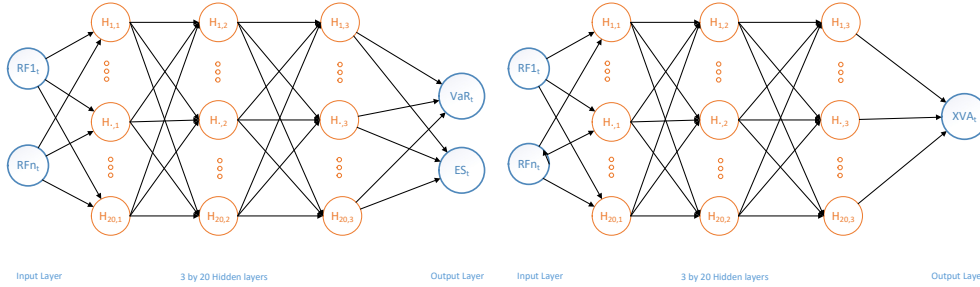 H1,1 H1,2 H1,3 H1,1 H1,2 H1,3
RF1t RF1t
VaRt
H.,1 H.,2 H.,3 H.,1 H.,2 H.,3 XVAt
RFnt RFnt
ESt
H20,1 H20,2 H20,3 H20,1 H20,2 H20,3
Input Layer 3 by 20 Hidden layers Output Layer Input Layer 3 by 20 Hidden layers Output Layer